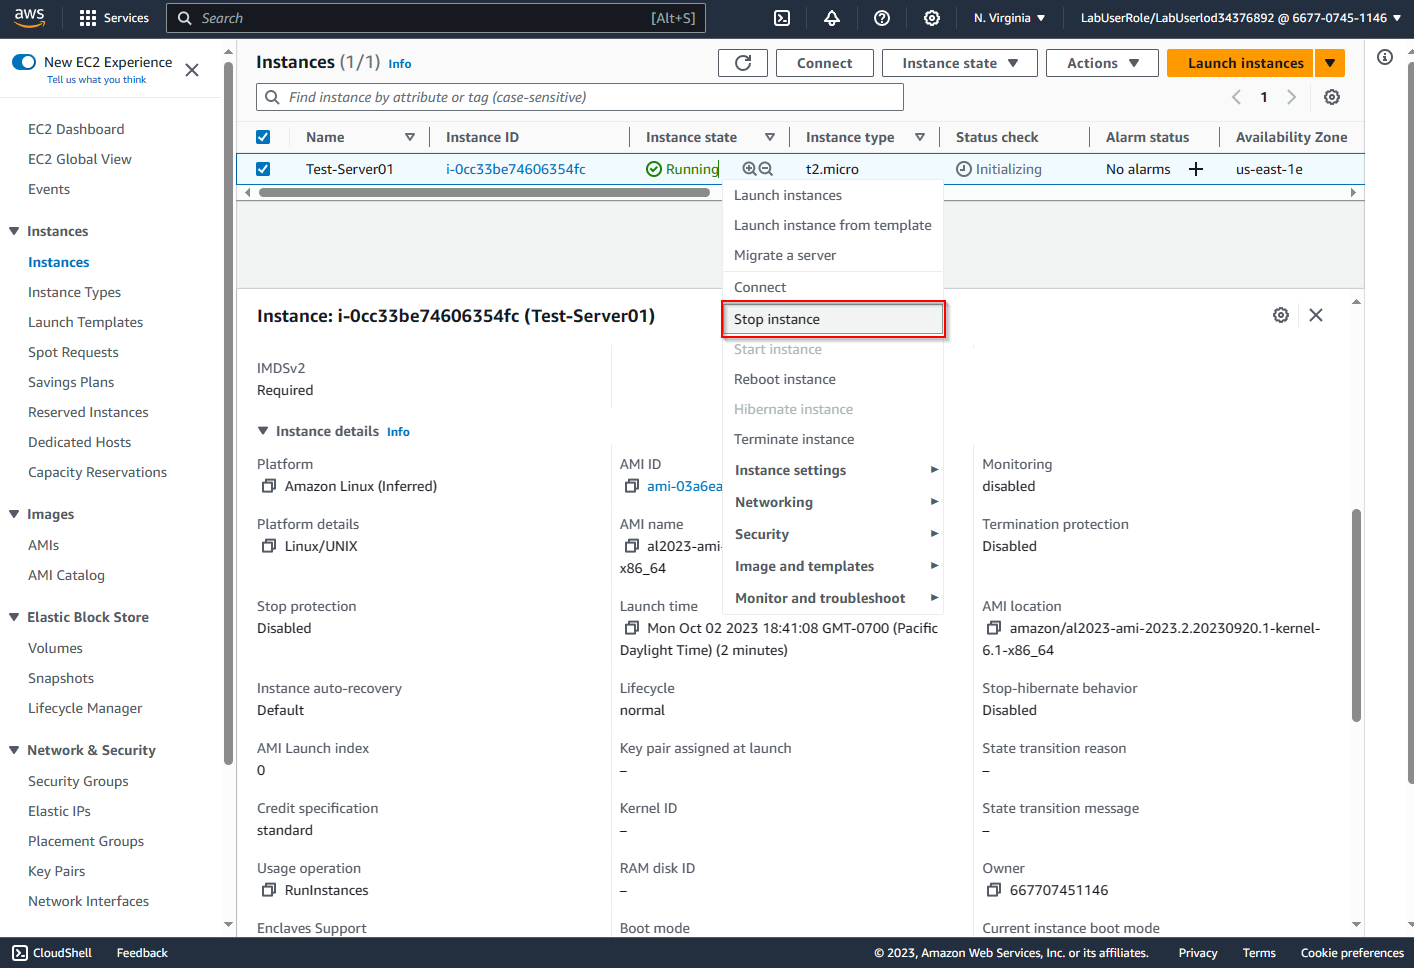 aws
Services
Search
[Alt+S]
N. Virginia
LabUserRole/LabUserlod34376892 @ 6677-0745-1146
New EC2 Experience
Tell us what you think
EC2 Dashboard
EC2 Global View
Events
Instances
Instances
Instance Types
Launch Templates
Spot Requests
Savings Plans
Reserved Instances
Dedicated Hosts
Capacity Reservations
Images
AMIs
AMI Catalog
Elastic Block Store
Volumes
Snapshots
Lifecycle Manager
Network & Security
Security Groups
Elastic IPs
Placement Groups
Key Pairs
Network Interfaces
Instances (1/1) Info
Connect
Instance state
Actions
Launch instances
Find instance by attribute or tag (case-sensitive)
1
Name
Instance ID
Instance state
Instance type
Status check
Alarm status
Availability Zone
Test-Server01
i-0cc33be74606354fc
Running
t2.micro
Initializing
No alarms
us-east-1e
Launch instances
Launch instance from template
Migrate a server
Connect
Stop instance
Start instance
Reboot instance
Hibernate instance
Terminate instance
Instance settings
Networking
Security
Image and templates
Monitor and troubleshoot
Instance: i-0cc33be74606354fc (Test-Server01)
IMDSv2
Required
Instance details Info
Platform
Amazon Linux (Inferred)
AMI ID
ami-03a6ea
Monitoring
disabled
Platform details
Linux/UNIX
AMI name
al2023-ami-
x86_64
Termination protection
Disabled
Stop protection
Disabled
Launch time
Mon Oct 02 2023 18:41:08 GMT-0700 (Pacific
Daylight Time) (2 minutes)
AMI location
amazon/al2023-ami-2023.2.20230920.1-kernel-
6.1-x86_64
Instance auto-recovery
Default
Lifecycle
normal
Stop-hibernate behavior
Disabled
AMI Launch index
0
Key pair assigned at launch
–
State transition reason
–
Credit specification
standard
Kernel ID
–
State transition message
–
Usage operation
RunInstances
RAM disk ID
–
Owner
667707451146
Enclaves Support
Boot mode
Current instance boot mode
CloudShell
Feedback
© 2023, Amazon Web Services, Inc. or its affiliates.
Privacy
Terms
Cookie preferences